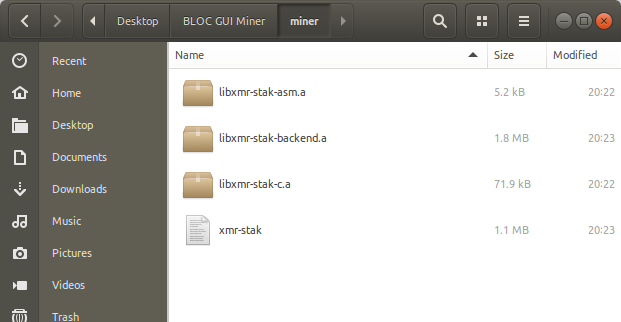 Desktop BLOC GUI Miner miner
Name Size Modified
Recent
Home
Desktop
Documents
Downloads
Music
Pictures
Videos
Trash
libxmr-stak-asm.a 5.2 kB 20:22
libxmr-stak-backend.a 1.8 MB 20:23
libxmr-stak-c.a 71.9 kB 20:22
xmr-stak 1.1 MB 20:23